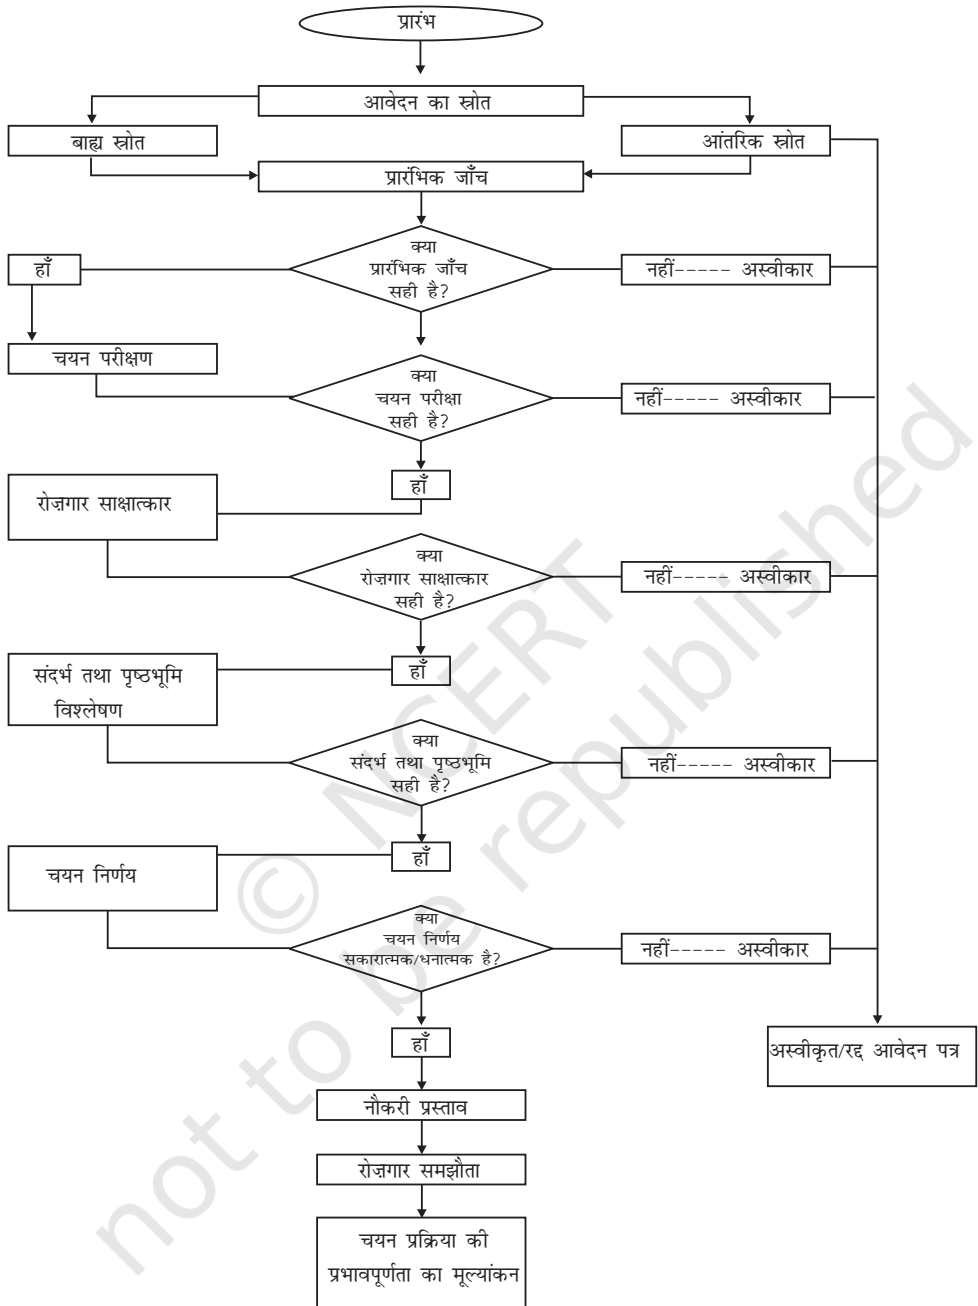 प्रारंभ
आवेदन का स्रोत
बाह्य स्रोत
आंतरिक स्रोत
प्रारंभिक जाँच
क्या
प्रारंभिक जाँच
सही है?
हाँ
नहीं----- अस्वीकार
चयन परीक्षण
क्या
चयन परीक्षा
सही है?
नहीं----- अस्वीकार
हाँ
रोज़गार साक्षात्कार
क्या
रोज़गार साक्षात्कार
सही है?
नहीं----- अस्वीकार
हाँ
संदर्भ तथा पृष्ठभूमि
विश्लेषण
क्या
संदर्भ तथा पृष्ठभूमि
सही है?
नहीं----- अस्वीकार
हाँ
चयन निर्णय
क्या
चयन निर्णय
सकारात्मक/धनात्मक है?
नहीं----- अस्वीकार
हाँ
अस्वीकृत/रद्द आवेदन पत्र
नौकरी प्रस्ताव
रोज़गार समझौता
चयन प्रक्रिया की
प्रभावपूर्णता का मूल्यांकन
© NCERT
not to be republished